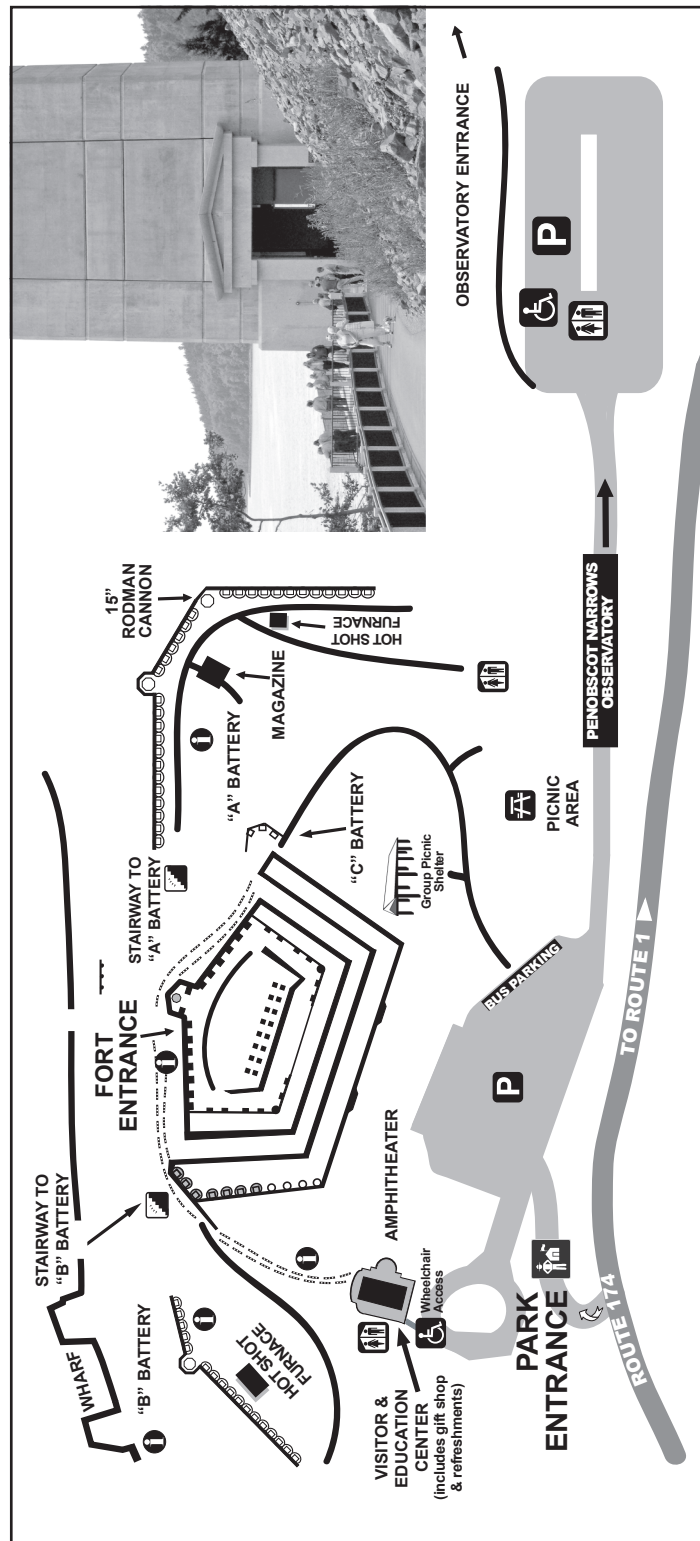 15"
RODMAN
CANNON
OBSERVATORY ENTRANCE
P
HOT SHOT
FURNACE
MAGAZINE
"A" BATTERY
STAIRWAY TO
"A" BATTERY
"C" BATTERY
Group Picnic
Shelter
PICNIC
AREA
PENOBSCOT NARROWS
OBSERVATORY
FORT
ENTRANCE
BUS PARKING
P
STAIRWAY TO
"B" BATTERY
WHARF
"B" BATTERY
HOT SHOT
FURNACE
AMPHITHEATER
Wheelchair
Access
VISITOR &
EDUCATION
CENTER
(includes gift shop
& refreshments)
PARK
ENTRANCE
ROUTE 174
TO ROUTE 1